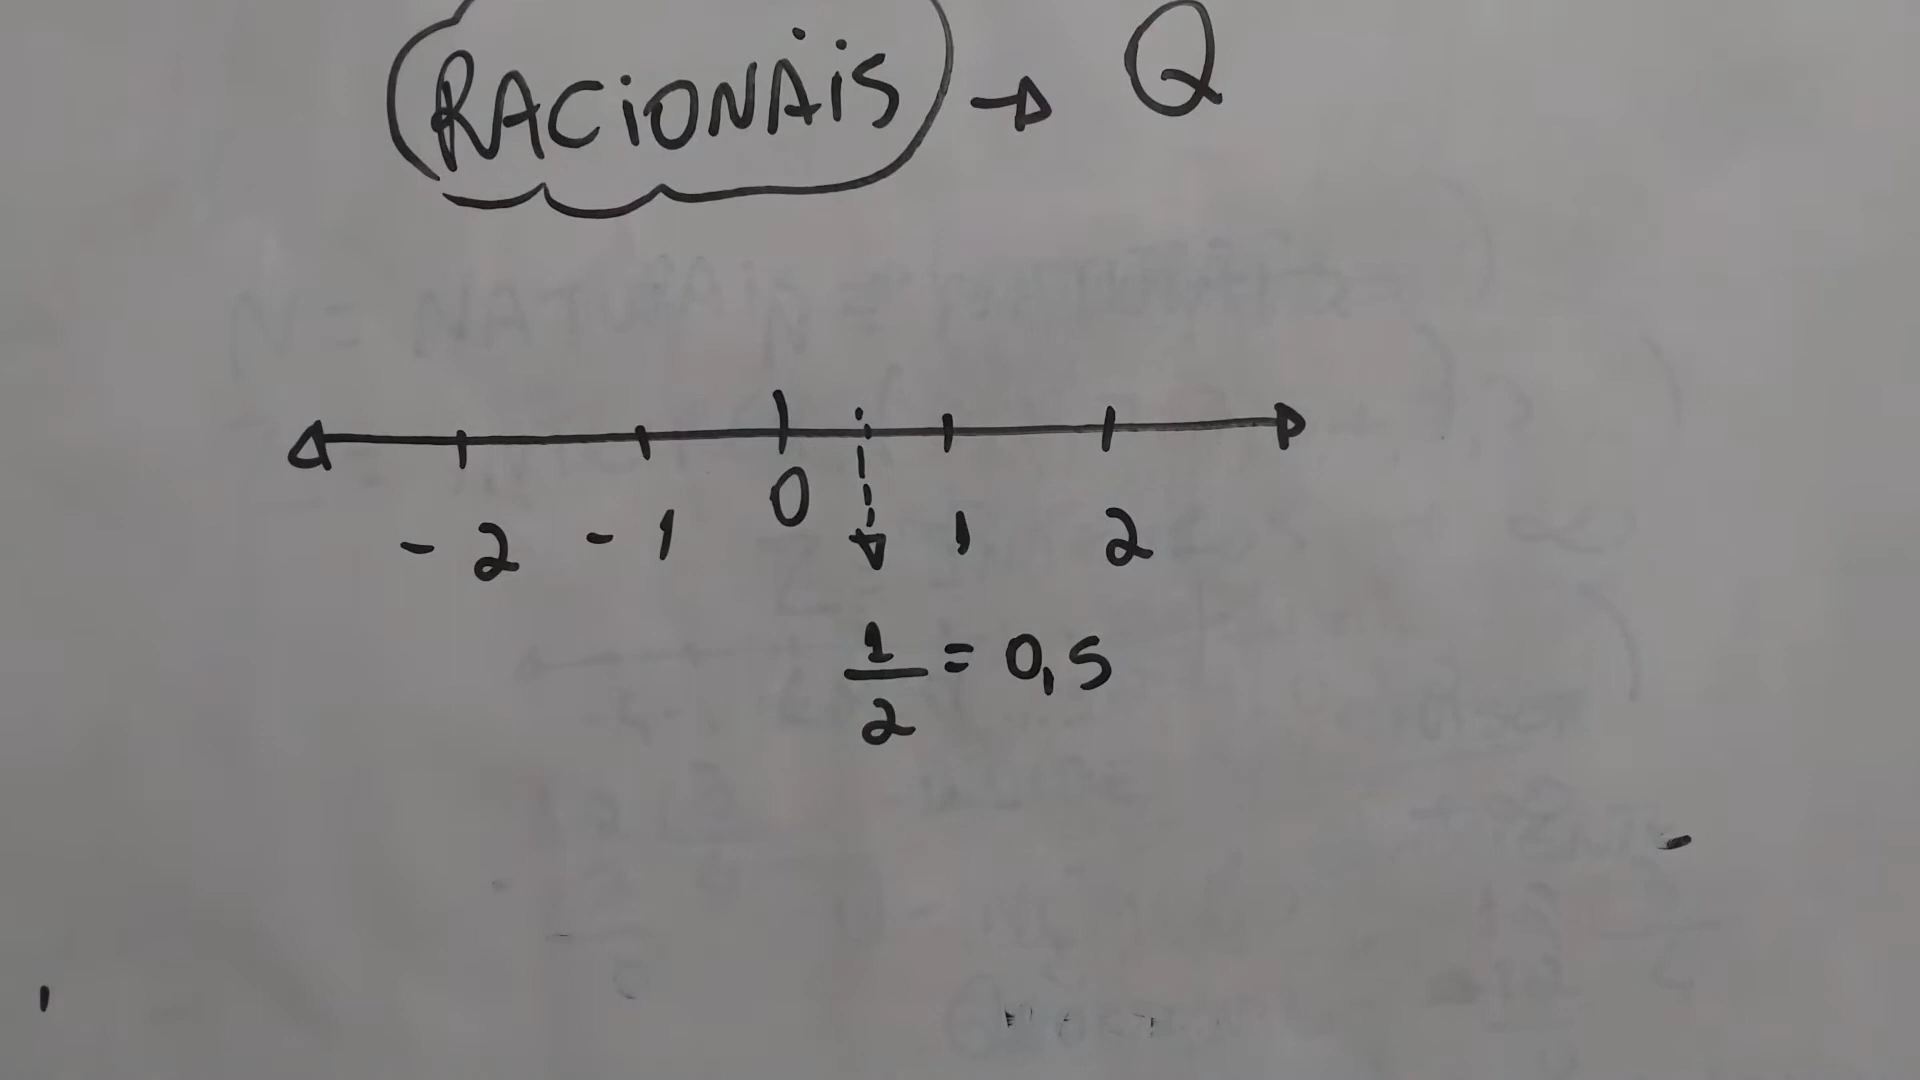 RACIONAIS → Q
-2 -1 0 1 2
1/2 = 0,5